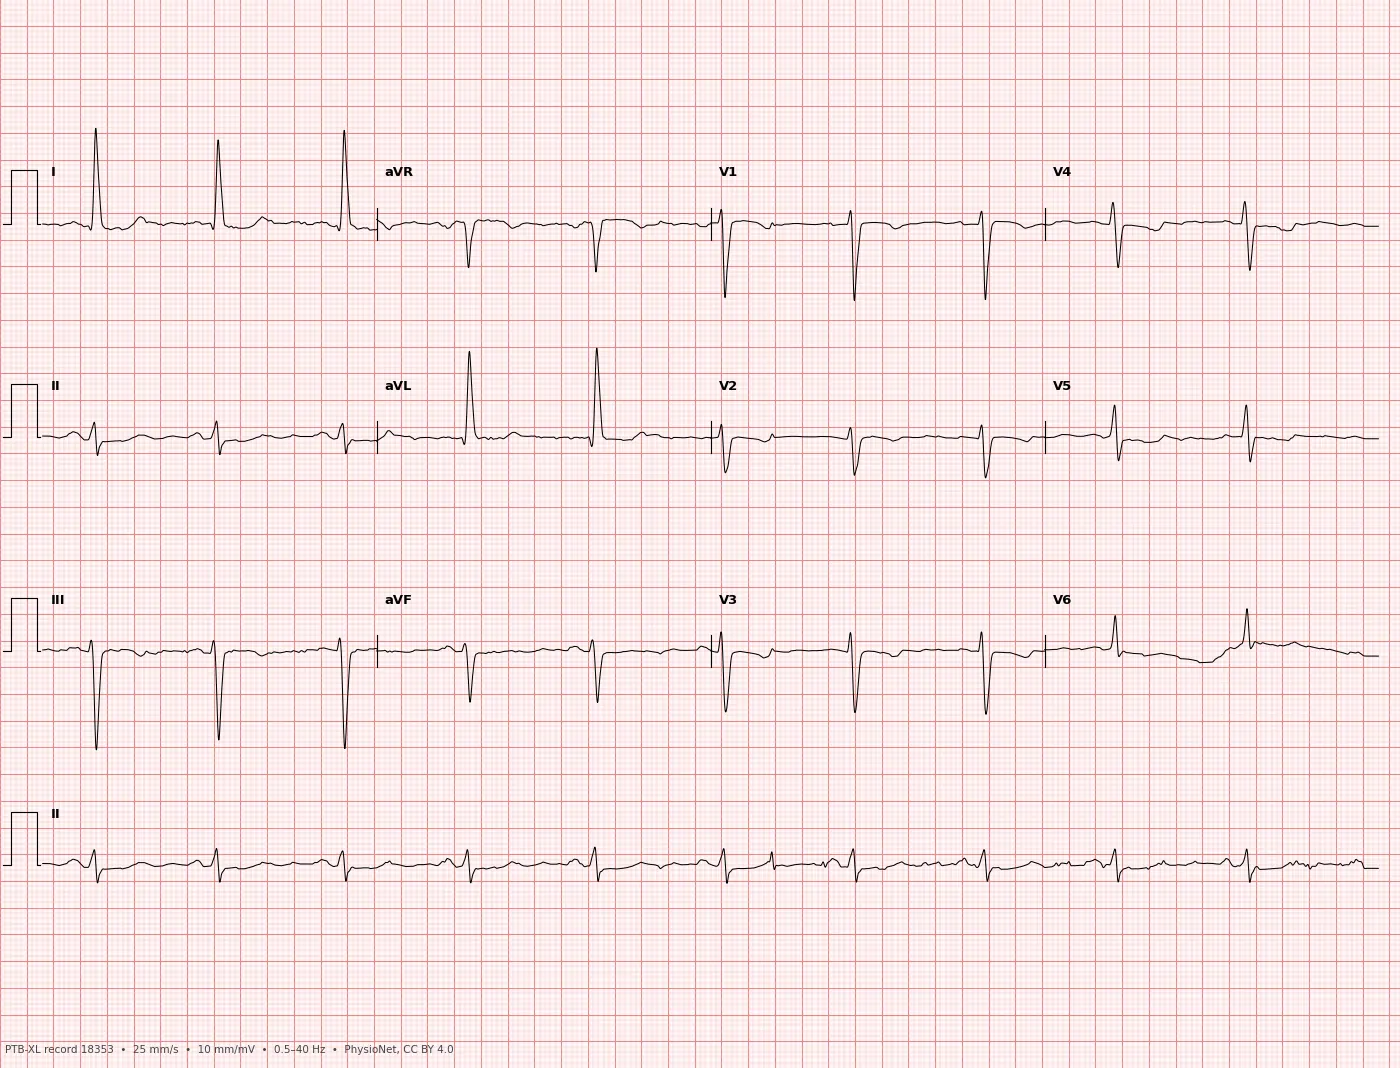 I aVR V1 V4
II aVL V2 V5
III aVF V3 V6
II
PTB-XL record 18353 • 25 mm/s • 10 mm/mV • 0.5–40 Hz • PhysioNet, CC BY 4.0